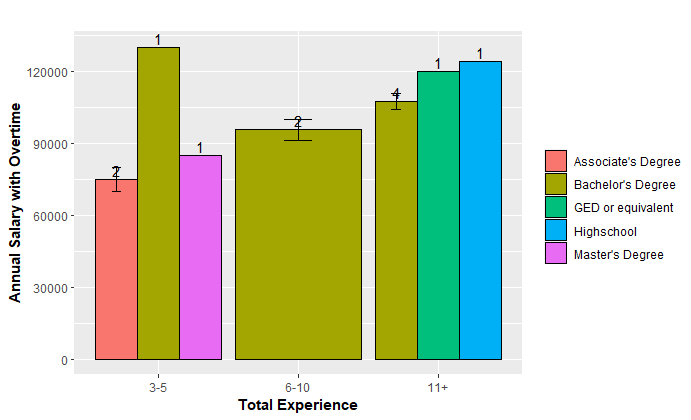 Annual Salary with Overtime
120000
90000
60000
30000
0
2
1
1
2
4
1
1
3-5
6-10
11+
Total Experience
Associate's Degree
Bachelor's Degree
GED or equivalent
Highschool
Master's Degree